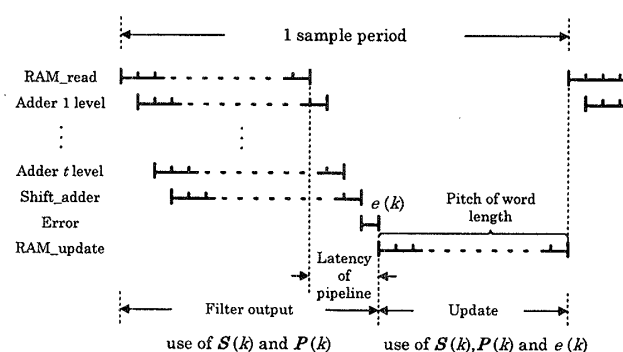 1 sample period
RAM_read
Adder 1 level
Adder t level
Shift_adder
e (k)
Error
Pitch of word
length
RAM_update
Latency
of
pipeline
Filter output
Update
use of S(k) and P(k)
use of S(k),P(k) and e (k)